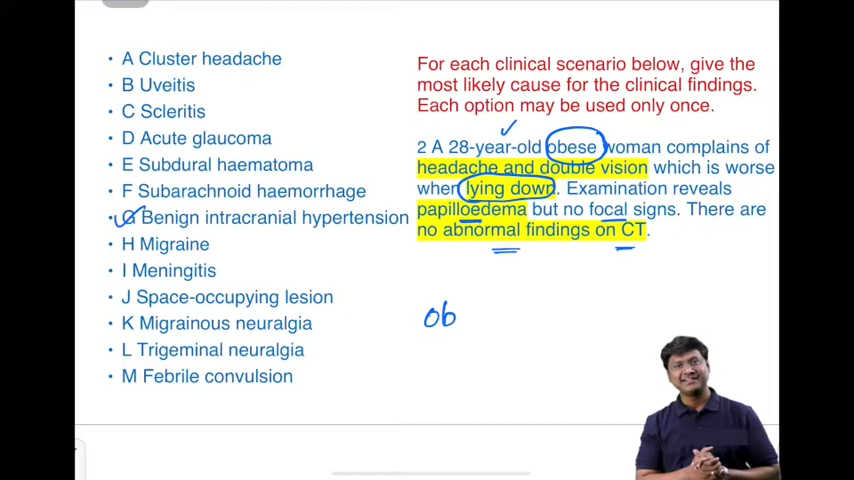 • A Cluster headache
• B Uveitis
• C Scleritis
• D Acute glaucoma
• E Subdural haematoma
• F Subarachnoid haemorrhage
• G Benign intracranial hypertension
• H Migraine
• I Meningitis
• J Space-occupying lesion
• K Migrainous neuralgia
• L Trigeminal neuralgia
• M Febrile convulsion
For each clinical scenario below, give the
most likely cause for the clinical findings.
Each option may be used only once.
2 A 28-year-old obese woman complains of
headache and double vision which is worse
when lying down. Examination reveals
papilloedema but no focal signs. There are
no abnormal findings on CT.
ob